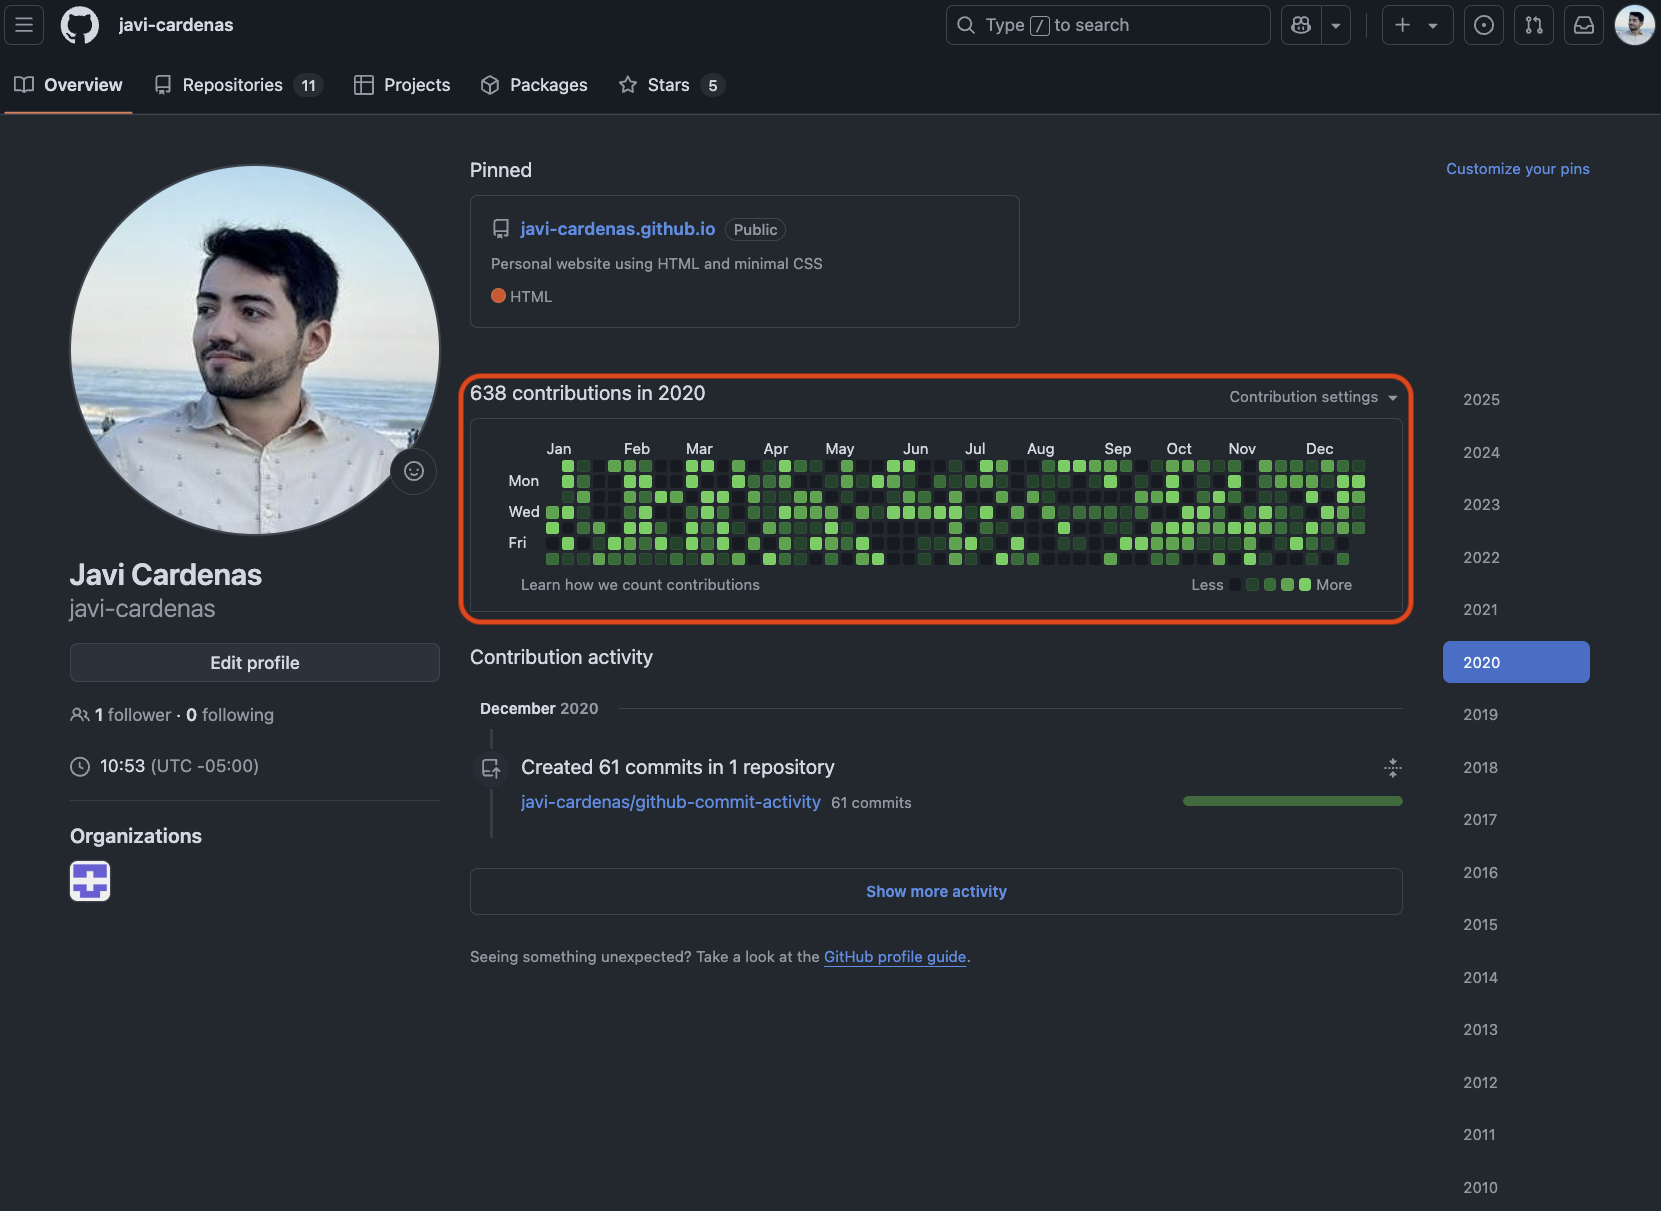 javi-cardenas
Type / to search
Overview
Repositories 11
Projects
Packages
Stars 5
Pinned
Customize your pins
javi-cardenas.github.io Public
Personal website using HTML and minimal CSS
HTML
Javi Cardenas
javi-cardenas
Edit profile
1 follower · 0 following
10:53 (UTC -05:00)
Organizations
638 contributions in 2020
Contribution settings
Jan Feb Mar Apr May Jun Jul Aug Sep Oct Nov Dec
Mon
Wed
Fri
Learn how we count contributions
Less More
Contribution activity
December 2020
Created 61 commits in 1 repository
javi-cardenas/github-commit-activity 61 commits
Show more activity
Seeing something unexpected? Take a look at the GitHub profile guide.
2025
2024
2023
2022
2021
2020
2019
2018
2017
2016
2015
2014
2013
2012
2011
2010